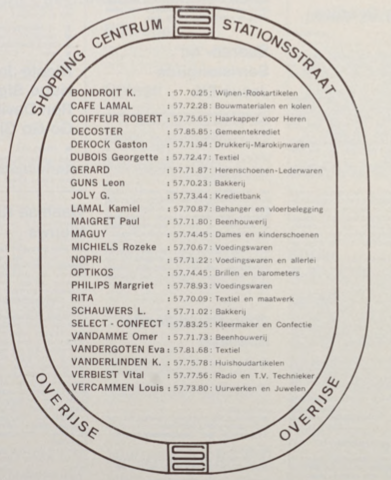 SHOPPING CENTRUM STATIONSSTRAAT
BONDROIT K. : 57.70.25 : Wijnen-Rookartikelen
CAFE LAMAL : 57.72.28 : Bouwmaterialen en kolen
COIFFEUR ROBERT : 57.75.65 : Haarkapper voor Heren
DECOSTER : 57.85.85 : Gemeentekrediet
DEKOCK Gaston : 57.71.94 : Drukkerij-Marokijnwaren
DUBOIS Georgette : 57.72.47 : Textiel
GERARD : 57.71.87 : Herenschoenen-Lederwaren
GUNS Leon : 57.70.23 : Bakkerij
JOLY G. : 57.73.44 : Kredietbank
LAMAL Kamiel : 57.70.87 : Behanger en vloerbelegging
MAIGRET Paul : 57.71.80 : Beenhouwerij
MAGUY : 57.74.45 : Dames en kinderschoenen
MICHIELS Rozeke : 57.70.67 : Voedingswaren
NOPRI : 57.71.22 : Voedingswaren en allerlei
OPTIKOS : 57.74.45 : Brillen en barometers
PHILIPS Margriet : 57.78.93 : Voedingswaren
RITA : 57.70.09 : Textiel en maatwerk
SCHAUWERS L. : 57.71.02 : Bakkerij
SELECT - CONFECT : 57.83.25 : Kleermaker en Confectie
VANDAMME Omer : 57.71.73 : Beenhouwerij
VANDERGOTEN Eva : 57.81.68 : Textiel
VANDERLINDEN K. : 57.75.78 : Huishoudartikelen
VERBIEST Vital : 57.77.56 : Radio en T.V. Technieker
VERCAMMEN Louis : 57.73.80 : Uurwerken en Juwelen
OVERIJSE OVERIJSE